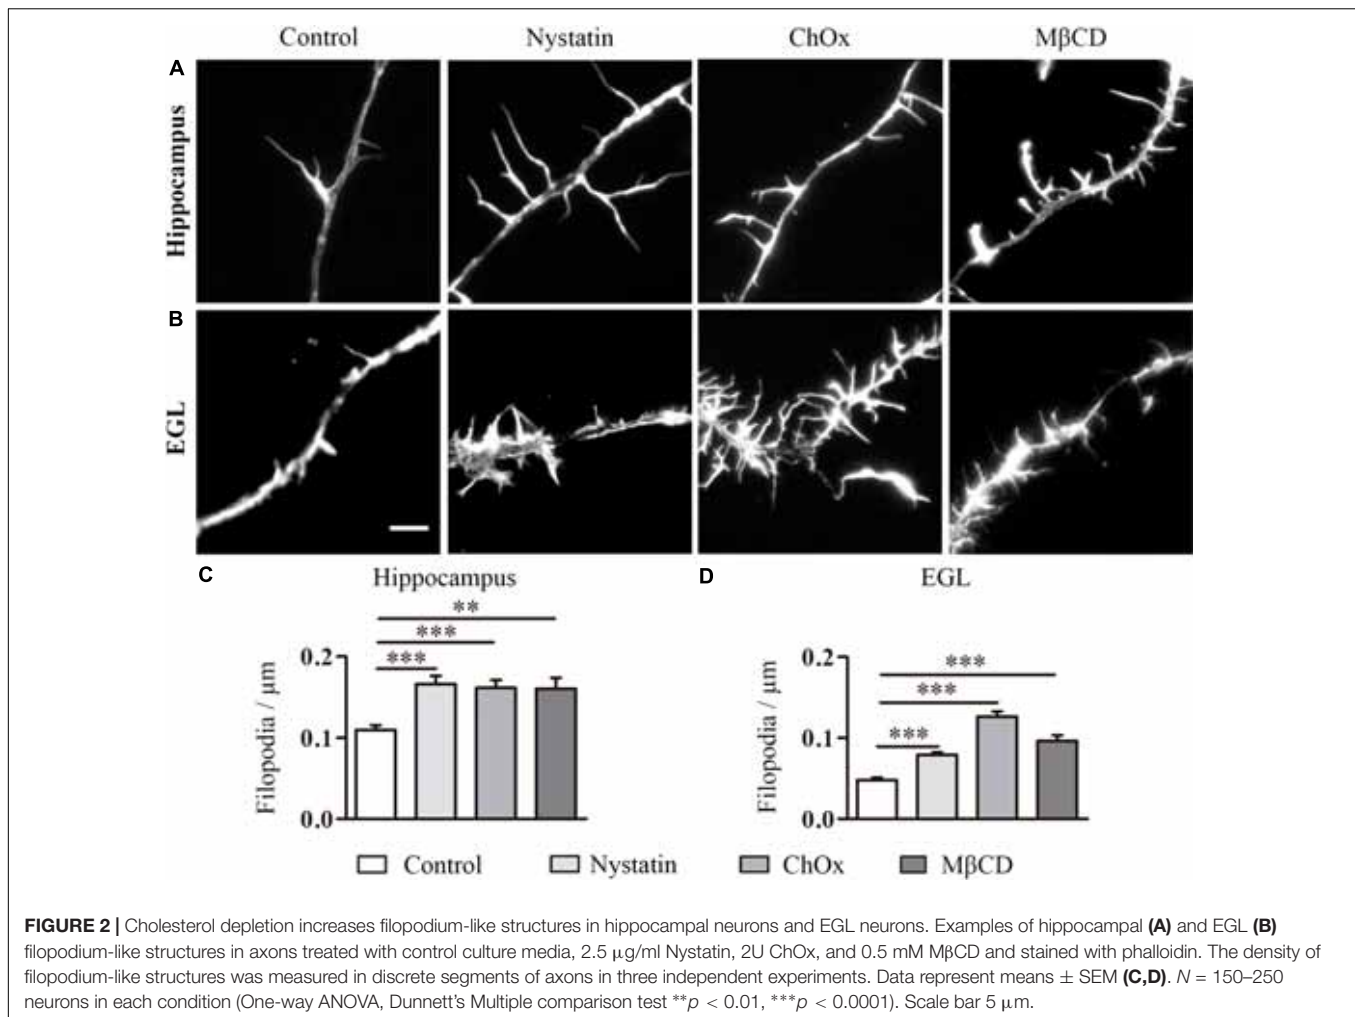 Control Nystatin ChOx MβCD
A
Hippocampus
B
EGL
C Hippocampus
D EGL
**
***
***
0.2
0.1
0.0
Filopodia / μm
***
***
***
0.2
0.1
0.0
Filopodia / μm
Control Nystatin ChOx MβCD
FIGURE 2 | Cholesterol depletion increases filopodium-like structures in hippocampal neurons and EGL neurons. Examples of hippocampal (A) and EGL (B)
filopodium-like structures in axons treated with control culture media, 2.5 μg/ml Nystatin, 2U ChOx, and 0.5 mM MβCD and stained with phalloidin. The density of
filopodium-like structures was measured in discrete segments of axons in three independent experiments. Data represent means ± SEM (C,D). N = 150–250
neurons in each condition (One-way ANOVA, Dunnett's Multiple comparison test **p < 0.01, ***p < 0.0001). Scale bar 5 μm.